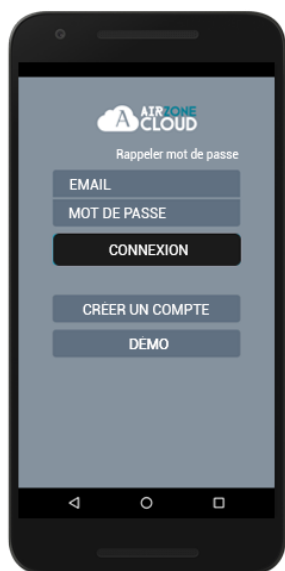 A AIRZONE
CLOUD
Rappeler mot de passe
EMAIL
MOT DE PASSE
CONNEXION
CRÉER UN COMPTE
DÉMO